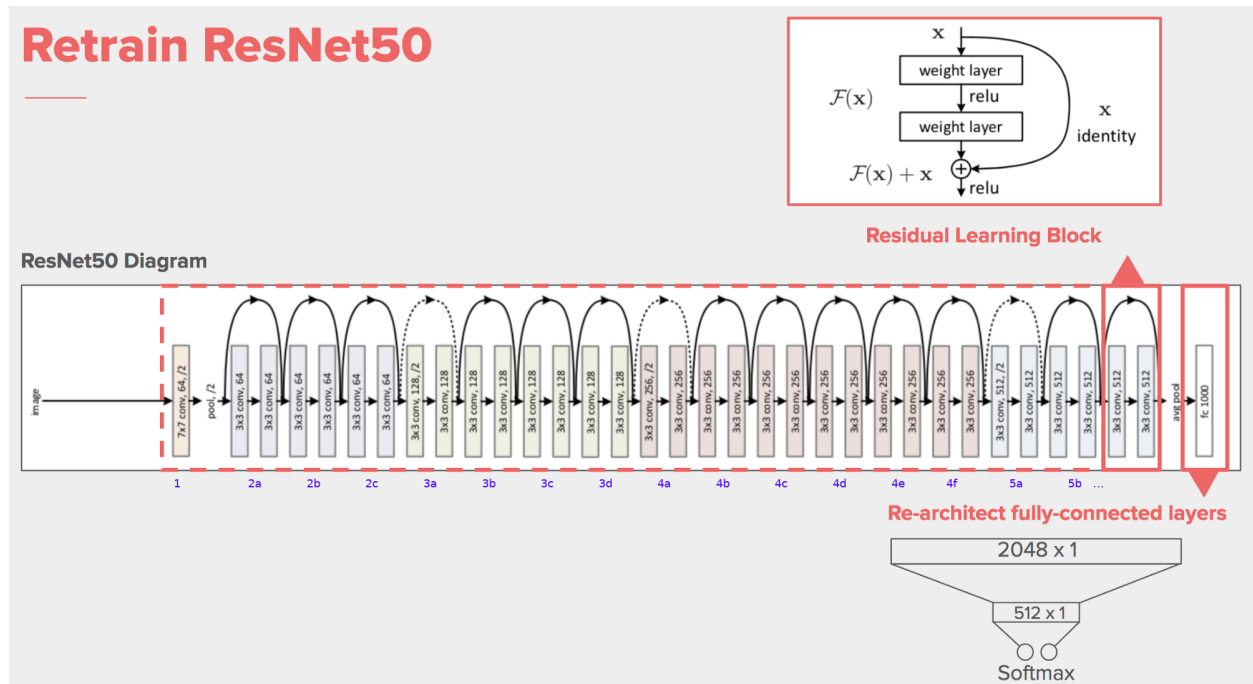 Retrain ResNet50
x
weight layer
relu
F(x)
weight layer
x
identity
F(x) + x
relu
Residual Learning Block
ResNet50 Diagram
image
7x7 conv, 64, /2
pool, /2
3x3 conv, 64
3x3 conv, 64
3x3 conv, 64
3x3 conv, 64
3x3 conv, 64
3x3 conv, 64
3x3 conv, 128, /2
3x3 conv, 128
3x3 conv, 128
3x3 conv, 128
3x3 conv, 128
3x3 conv, 128
3x3 conv, 128
3x3 conv, 128
3x3 conv, 256, /2
3x3 conv, 256
3x3 conv, 256
3x3 conv, 256
3x3 conv, 256
3x3 conv, 256
3x3 conv, 256
3x3 conv, 256
3x3 conv, 256
3x3 conv, 256
3x3 conv, 256
3x3 conv, 256
3x3 conv, 512, /2
3x3 conv, 512
3x3 conv, 512
3x3 conv, 512
3x3 conv, 512
3x3 conv, 512
avg pool
fc 1000
1 2a 2b 2c 3a 3b 3c 3d 4a 4b 4c 4d 4e 4f 5a 5b ...
Re-architect fully-connected layers
2048 x 1
512 x 1
Softmax